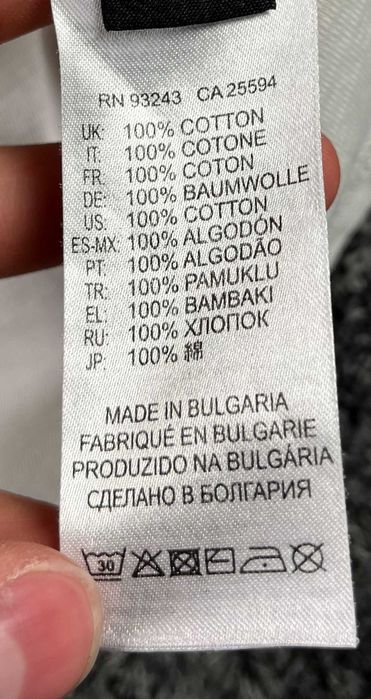 RN 93243 CA 25594
UK: 100% COTTON
IT: 100% COTONE
FR: 100% COTON
DE: 100% BAUMWOLLE
US: 100% COTTON
ES-MX: 100% ALGODÓN
PT: 100% ALGODÃO
TR: 100% PAMUKLU
EL: 100% BAMBAKI
RU: 100% ХЛОПОК
JP: 100% 綿
MADE IN BULGARIA
FABRIQUÉ EN BULGARIE
PRODUZIDO NA BULGÁRIA
СДЕЛАНО В БОЛГАРИЯ
30